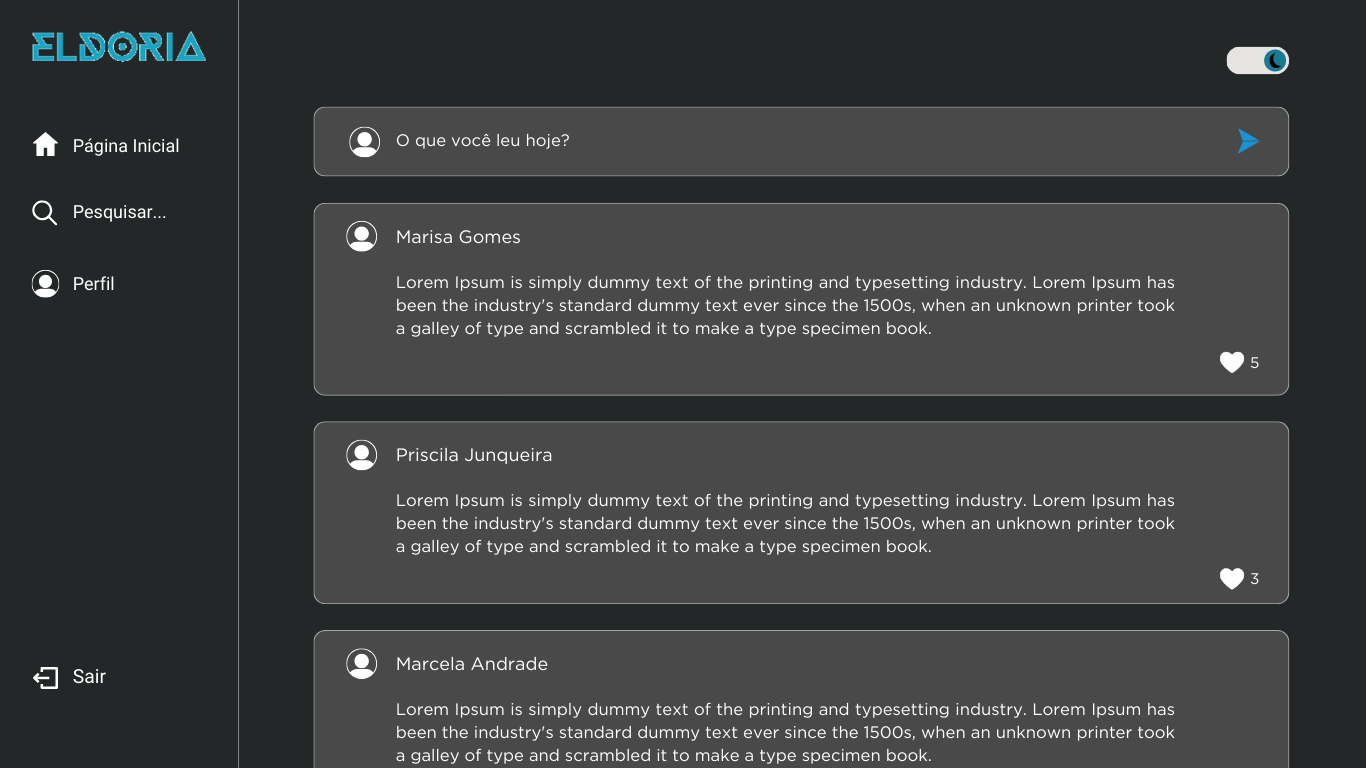 ELDORIA
Página Inicial
Pesquisar...
Perfil
Sair
O que você leu hoje?
Marisa Gomes
Lorem Ipsum is simply dummy text of the printing and typesetting industry. Lorem Ipsum has
been the industry's standard dummy text ever since the 1500s, when an unknown printer took
a galley of type and scrambled it to make a type specimen book.
5
Priscila Junqueira
Lorem Ipsum is simply dummy text of the printing and typesetting industry. Lorem Ipsum has
been the industry's standard dummy text ever since the 1500s, when an unknown printer took
a galley of type and scrambled it to make a type specimen book.
3
Marcela Andrade
Lorem Ipsum is simply dummy text of the printing and typesetting industry. Lorem Ipsum has
been the industry's standard dummy text ever since the 1500s, when an unknown printer took
a galley of type and scrambled it to make a type specimen book.